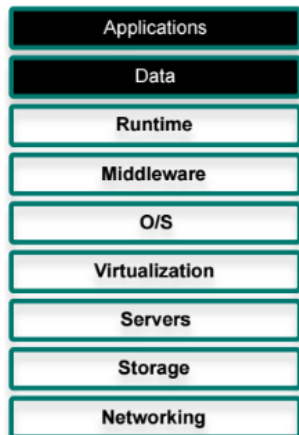 Applications
Data
Runtime
Middleware
O/S
Virtualization
Servers
Storage
Networking